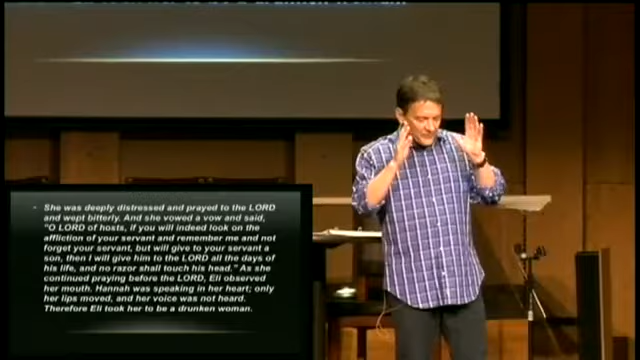 She was deeply distressed and prayed to the LORD
and wept bitterly. And she vowed a vow and said,
"O LORD of hosts, if you will indeed look on the
affliction of your servant and remember me and not
forget your servant, but will give to your servant a
son, then I will give him to the LORD all the days of
his life, and no razor shall touch his head." As she
continued praying before the LORD, Eli observed
her mouth. Hannah was speaking in her heart; only
her lips moved, and her voice was not heard.
Therefore Eli took her to be a drunken woman.